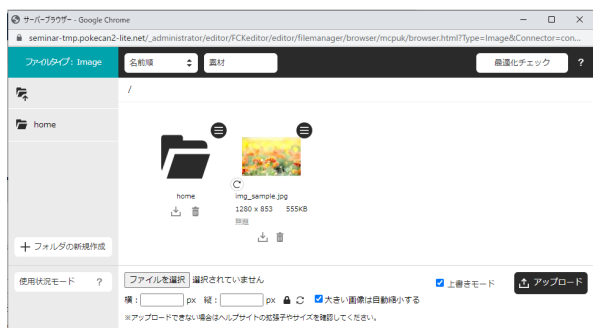 サーバーブラウザー - Google Chrome
seminar-tmp.pokecan2-lite.net/_administrator/editor/FCKeditor/editor/filemanager/browser/mcpuk/browser.html?Type=Image&Connector=con...
ファイルタイプ : Image
名前順
素材
最適化チェック
?
/
home
home
img_sample.jpg
1280 x 853 555KB
無題
+ フォルダの新規作成
使用状況モード ?
ファイルを選択 選択されていません
上書きモード
アップロード
横 : px 縦 : px 大きい画像は自動縮小する
※アップロードできない場合はヘルプサイトの拡張子やサイズを確認してください。